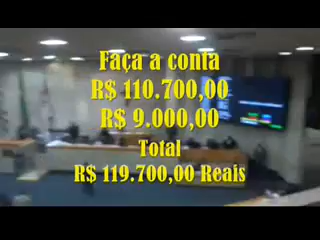 Faça a conta
R$ 110.700,00
R$ 9.000,00
Total
R$ 119.700,00 Reais